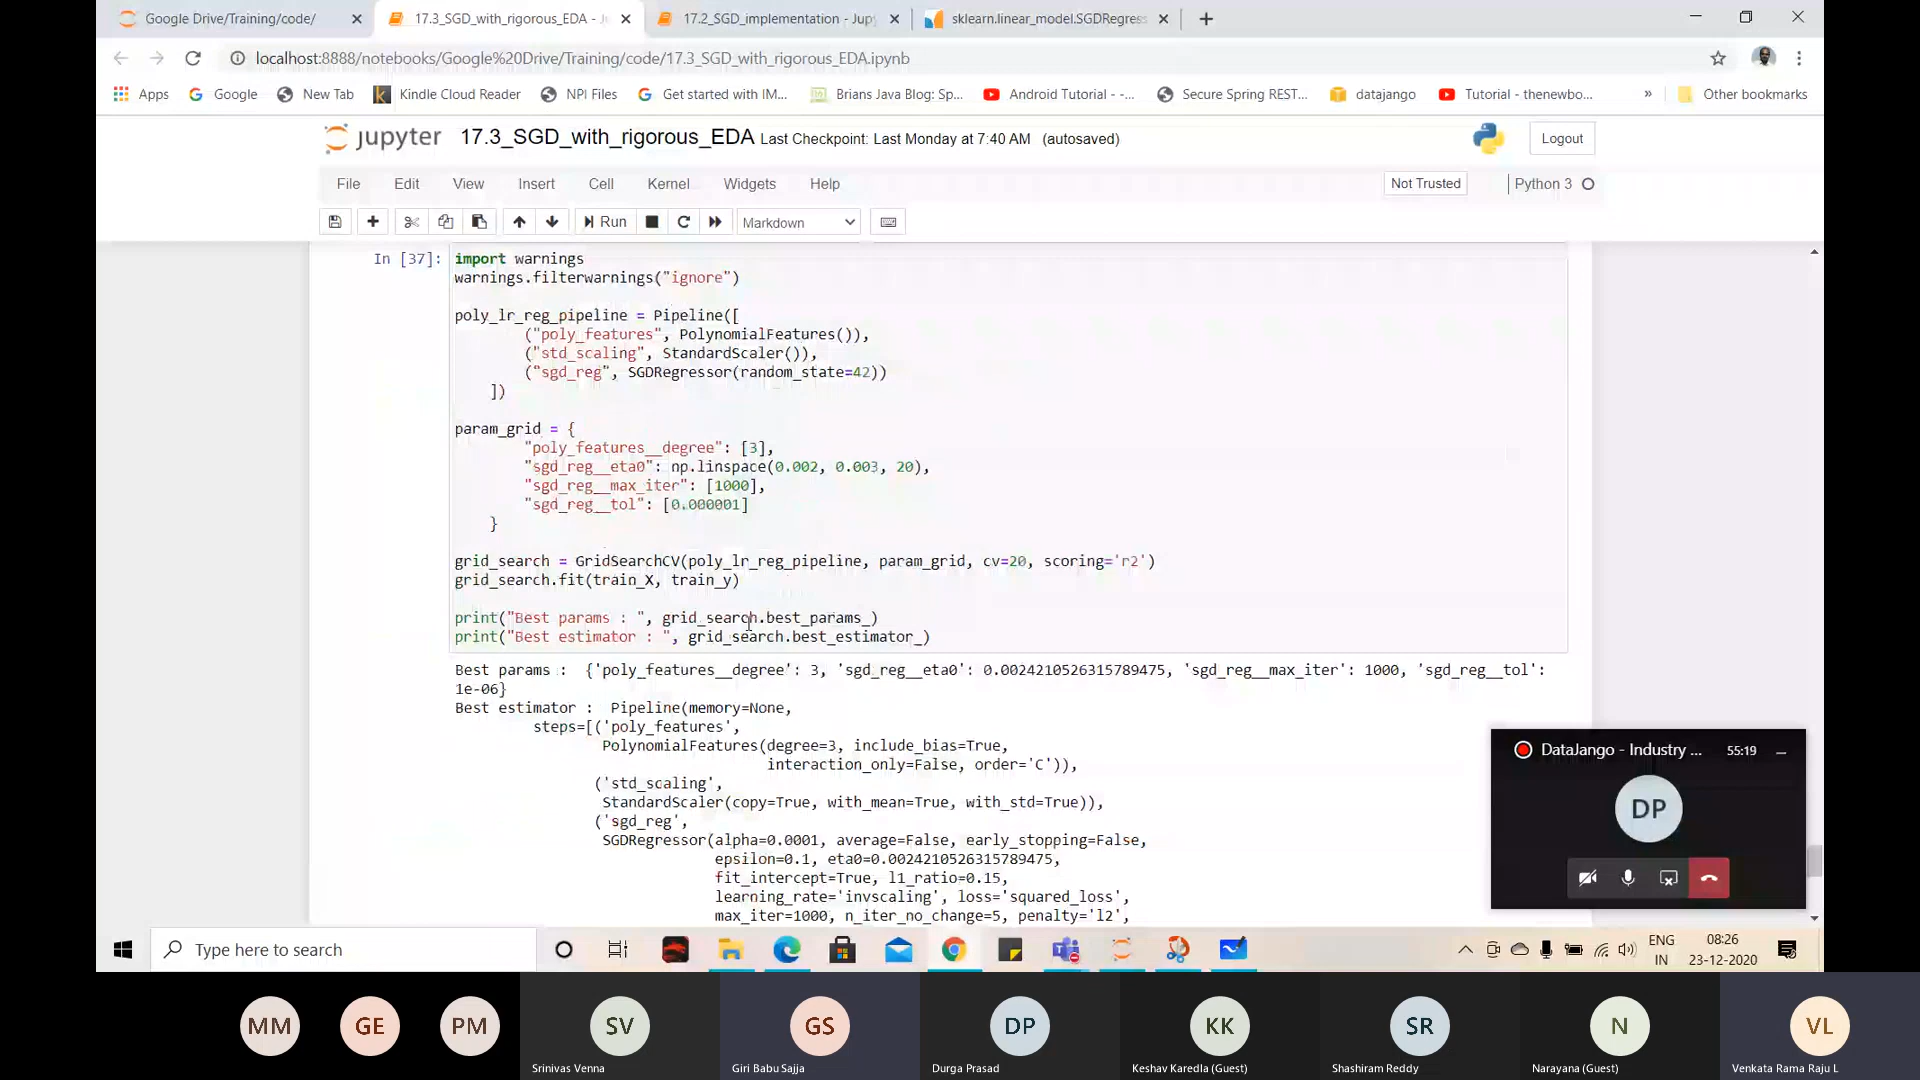 Google Drive/Training/code/
17.3_SGD_with_rigorous_EDA - J
17.2_SGD_implementation - Jup
sklearn.linear_model.SGDRegres
localhost:8888/notebooks/Google%20Drive/Training/code/17.3_SGD_with_rigorous_EDA.ipynb
Apps
Google
New Tab
Kindle Cloud Reader
NPI Files
Get started with IM...
Brians Java Blog: Sp...
Android Tutorial - -...
Secure Spring REST...
datajango
Tutorial - thenewbo...
»
Other bookmarks
jupyter
17.3_SGD_with_rigorous_EDA Last Checkpoint: Last Monday at 7:40 AM (autosaved)
Logout
File
Edit
View
Insert
Cell
Kernel
Widgets
Help
Not Trusted
Python 3
Run
Markdown
In [37]:
import warnings
warnings.filterwarnings("ignore")
poly_lr_reg_pipeline = Pipeline([
("poly_features", PolynomialFeatures()),
("std_scaling", StandardScaler()),
("sgd_reg", SGDRegressor(random_state=42))
])
param_grid = {
"poly_features__degree": [3],
"sgd_reg__eta0": np.linspace(0.002, 0.003, 20),
"sgd_reg__max_iter": [1000],
"sgd_reg__tol": [0.000001]
}
grid_search = GridSearchCV(poly_lr_reg_pipeline, param_grid, cv=20, scoring='r2')
grid_search.fit(train_X, train_y)
print("Best params : ", grid_search.best_params_)
print("Best estimator : ", grid_search.best_estimator_)
Best params :  {'poly_features__degree': 3, 'sgd_reg__eta0': 0.0024210526315789475, 'sgd_reg__max_iter': 1000, 'sgd_reg__tol':
1e-06}
Best estimator :  Pipeline(memory=None,
steps=[('poly_features',
PolynomialFeatures(degree=3, include_bias=True,
interaction_only=False, order='C')),
('std_scaling',
StandardScaler(copy=True, with_mean=True, with_std=True)),
('sgd_reg',
SGDRegressor(alpha=0.0001, average=False, early_stopping=False,
epsilon=0.1, eta0=0.0024210526315789475,
fit_intercept=True, l1_ratio=0.15,
learning_rate='invscaling', loss='squared_loss',
max_iter=1000, n_iter_no_change=5, penalty='l2',
DataJango - Industry ...
55:19
DP
Type here to search
ENG
IN
08:26
23-12-2020
MM
GE
PM
SV
GS
DP
KK
SR
N
VL
Srinivas Venna
Giri Babu Sajja
Durga Prasad
Keshav Karedla (Guest)
Shashiram Reddy
Narayana (Guest)
Venkata Rama Raju L